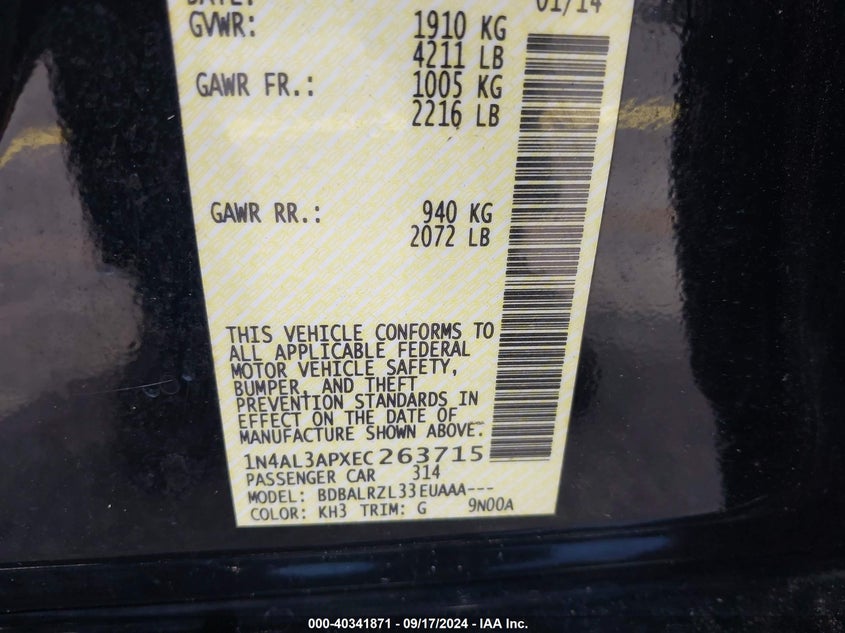 DATE: 01/14
GVWR: 1910 KG
4211 LB
GAWR FR.: 1005 KG
2216 LB
GAWR RR.: 940 KG
2072 LB
THIS VEHICLE CONFORMS TO
ALL APPLICABLE FEDERAL
MOTOR VEHICLE SAFETY,
BUMPER, AND THEFT
PREVENTION STANDARDS IN
EFFECT ON THE DATE OF
MANUFACTURE SHOWN ABOVE.
1N4AL3APXEC263715
PASSENGER CAR 314
MODEL: BDBALRZL33EUAAA---
COLOR: KH3 TRIM: G 9N00A
000-40341871 - 09/17/2024 - IAA Inc.